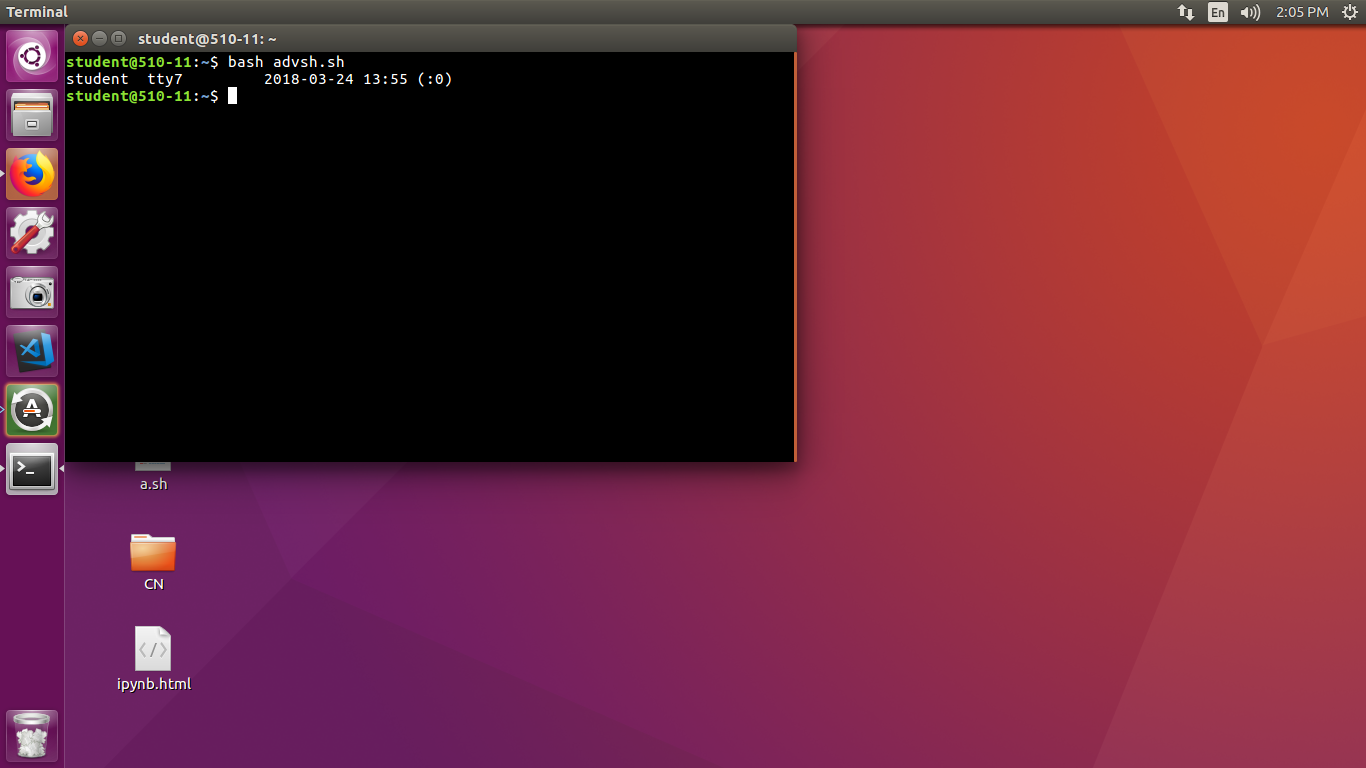 Terminal
En
2:05 PM
student@510-11: ~
student@510-11:~$ bash advsh.sh
student  tty7         2018-03-24 13:55 (:0)
student@510-11:~$
a.sh
CN
ipynb.html